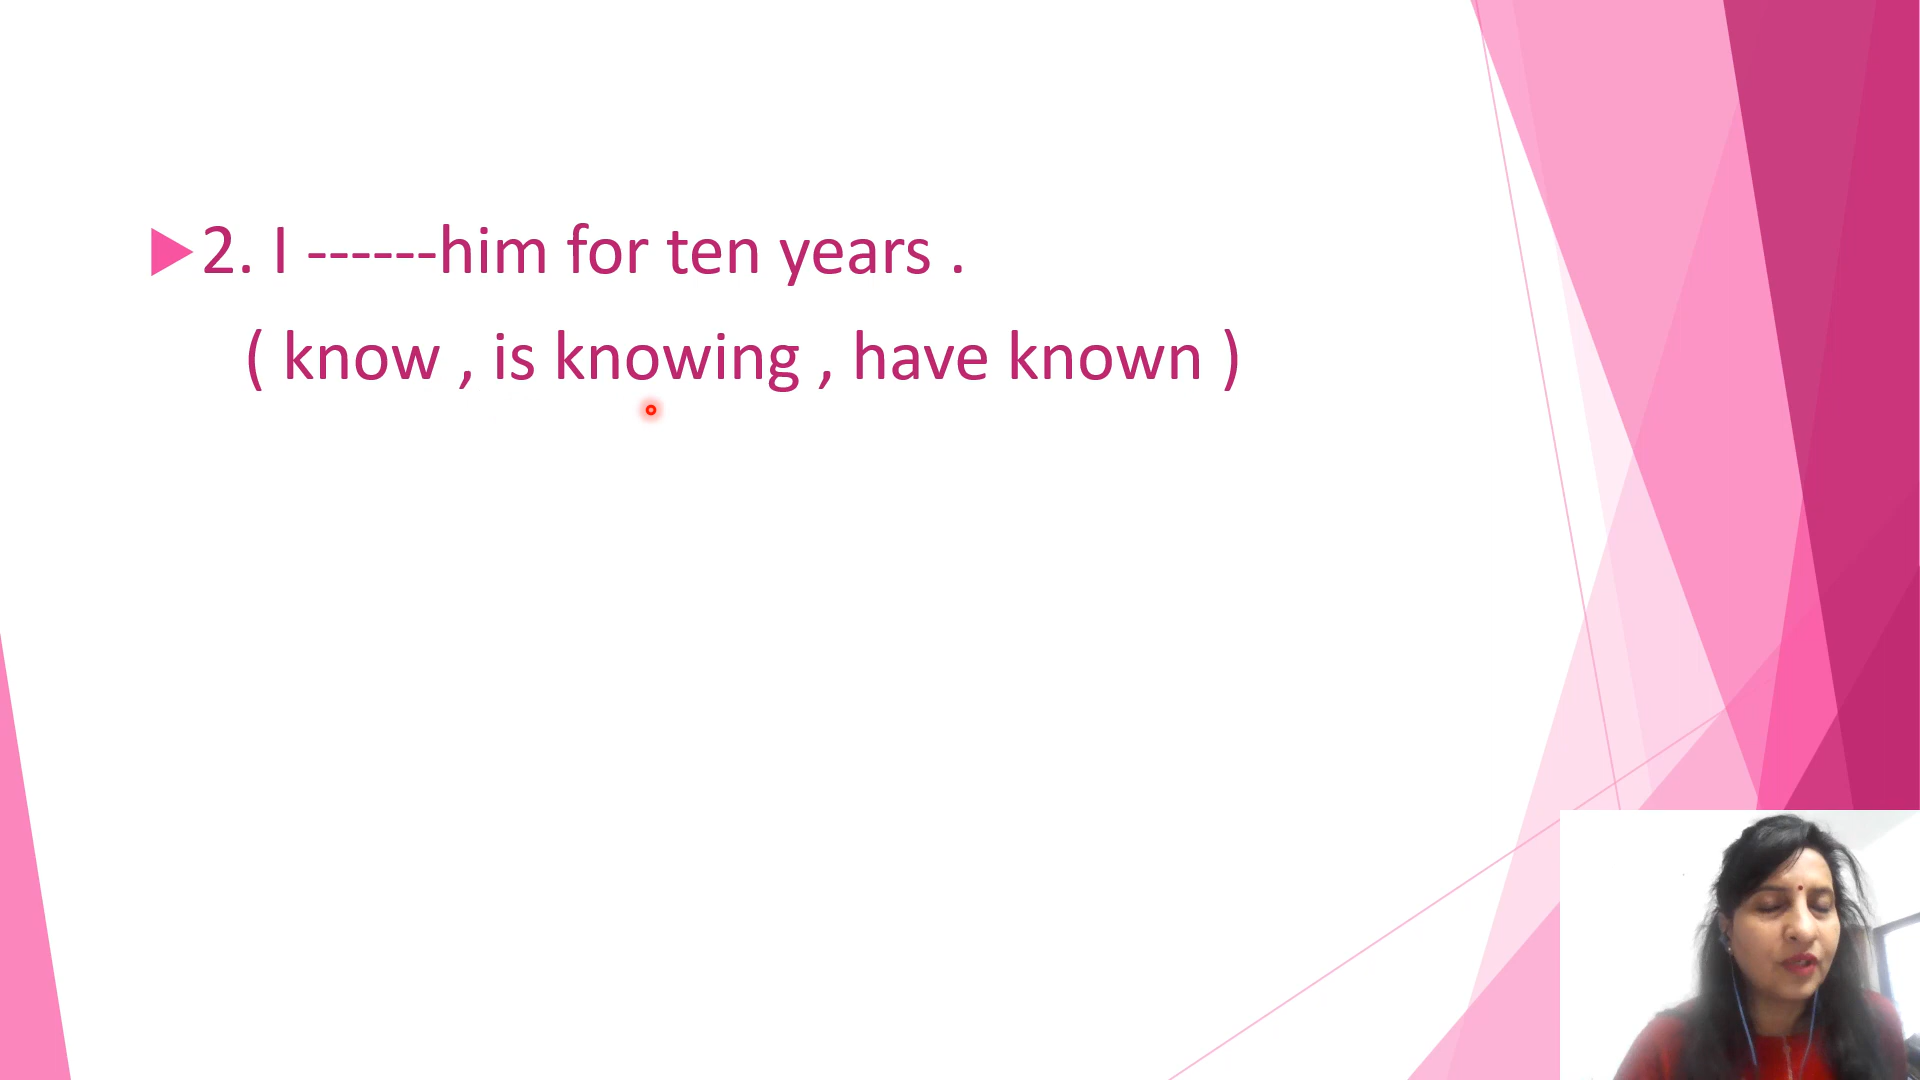 2. I ------him for ten years .
( know , is knowing , have known )